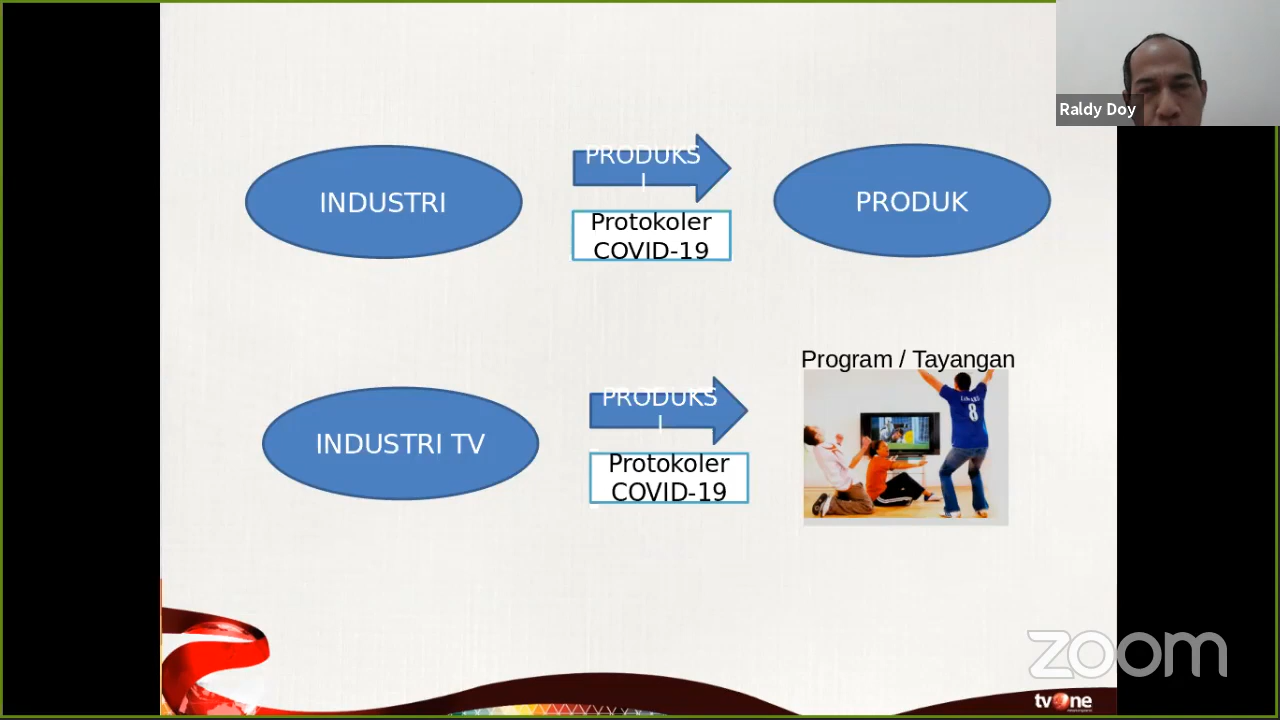 Raldy Doy
PRODUKS
I
INDUSTRI
PRODUK
Protokoler
COVID-19
Program / Tayangan
PRODUKS
I
8
INDUSTRI TV
Protokoler
COVID-19
zoom
tvOne